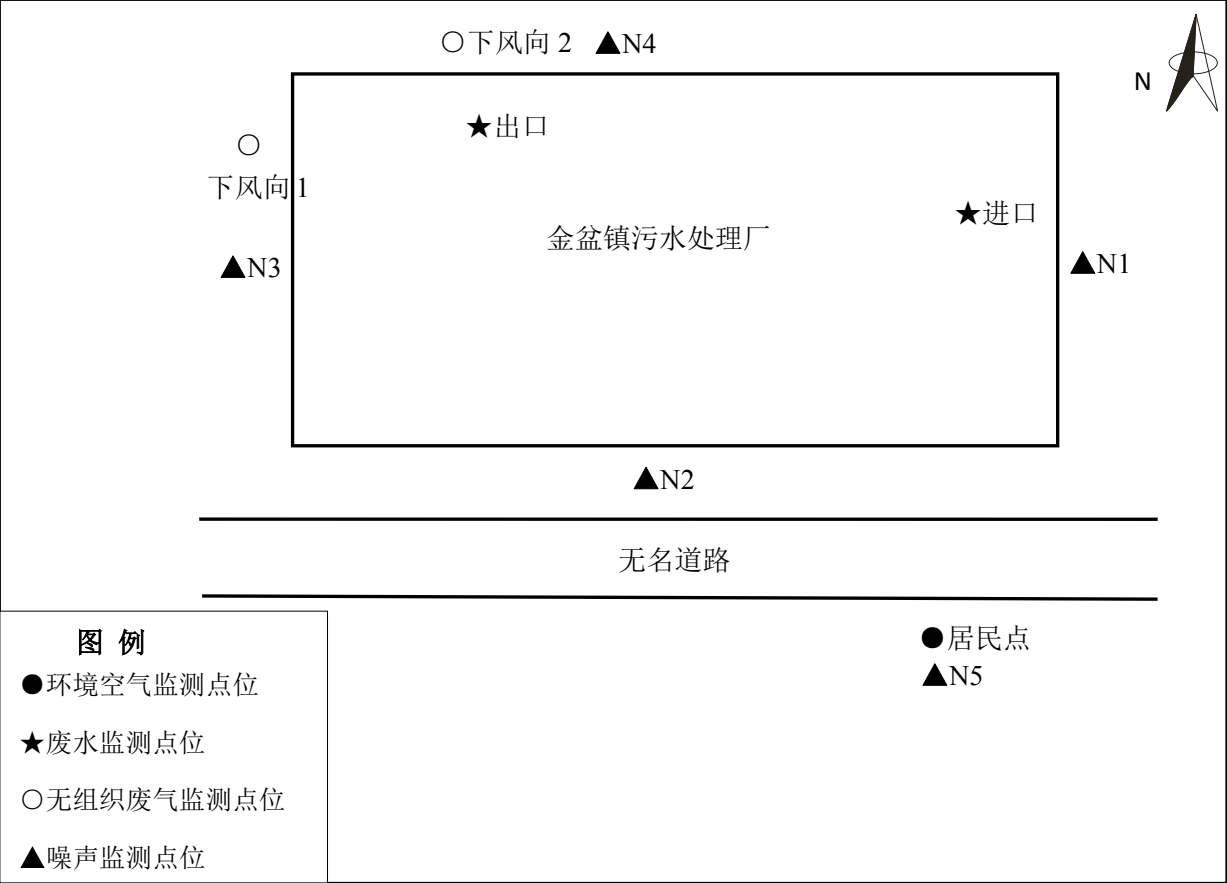 ○下风向 2 ▲N4
N
★出口
○
下风向 1
★进口
金盆镇污水处理厂
▲N3
▲N1
▲N2
无名道路
●居民点
▲N5
图 例
●环境空气监测点位
★废水监测点位
○无组织废气监测点位
▲噪声监测点位